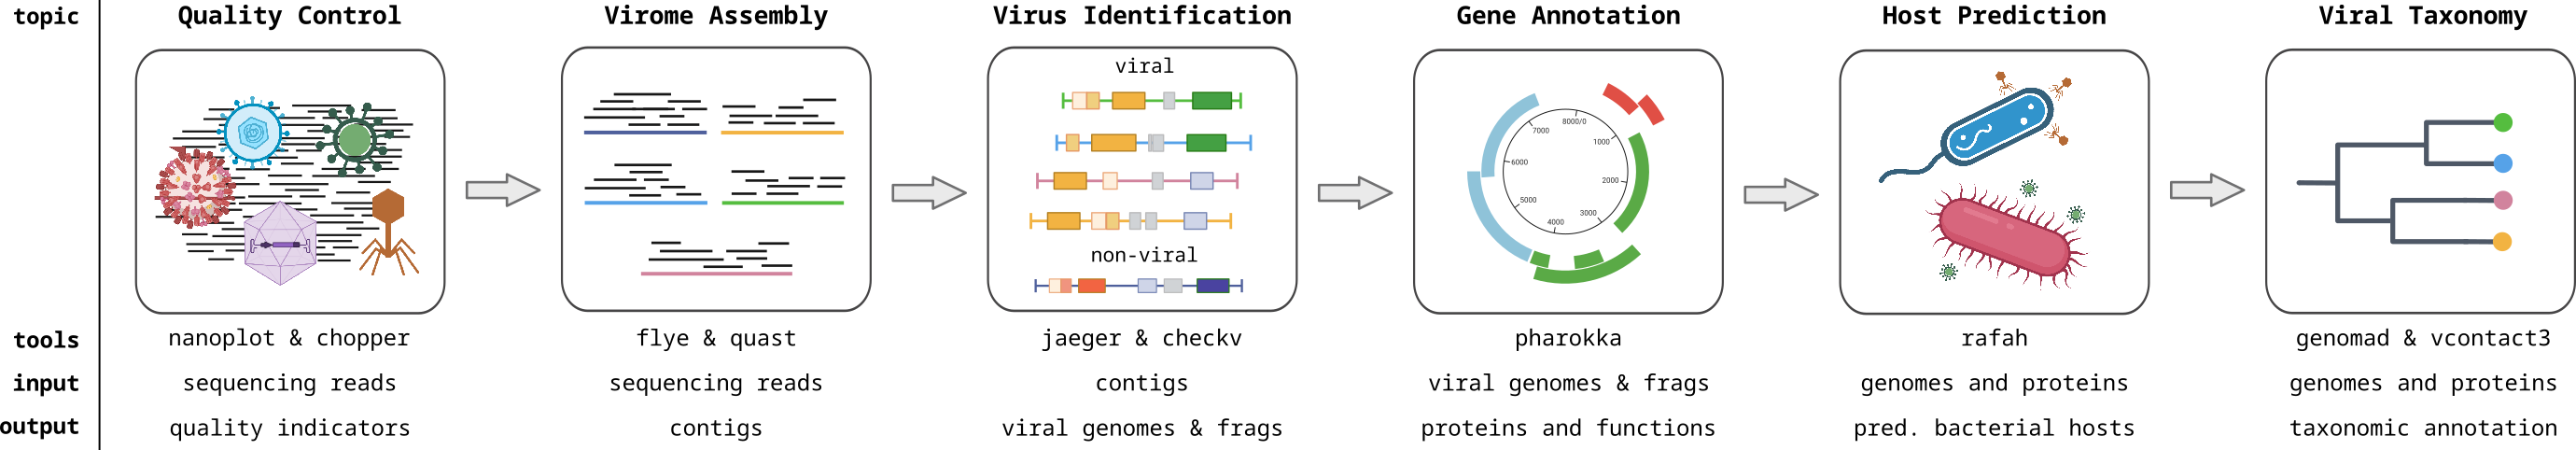 topic Quality Control Virome Assembly Virus Identification Gene Annotation Host Prediction Viral Taxonomy
viral
non-viral
8000/0
1000
2000
3000
4000
5000
6000
7000
tools nanoplot & chopper flye & quast jaeger & checkv pharokka rafah genomad & vcontact3
input sequencing reads sequencing reads contigs viral genomes & frags genomes and proteins genomes and proteins
output quality indicators contigs viral genomes & frags proteins and functions pred. bacterial hosts taxonomic annotation